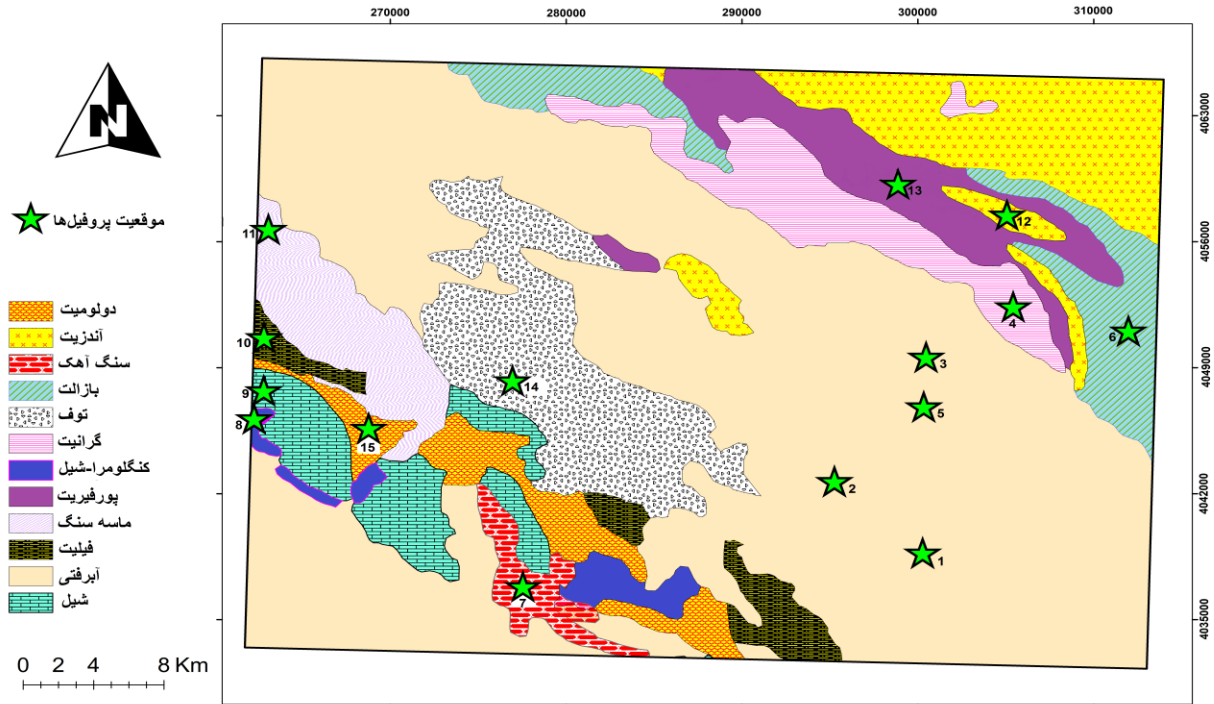 270000 280000 290000 300000 310000
N
4063000
4056000
4049000
4042000
4035000
موقعیت پروفیل‌ها
دولومیت
آندزیت
سنگ آهک
بازالت
توف
گرانیت
کنگلومرا-شیل
پورفیریت
ماسه سنگ
فیلیت
آبرفتی
شیل
0 2 4 8 Km
13
12
11
4
6
10
3
14
9
5
8
15
2
1
7